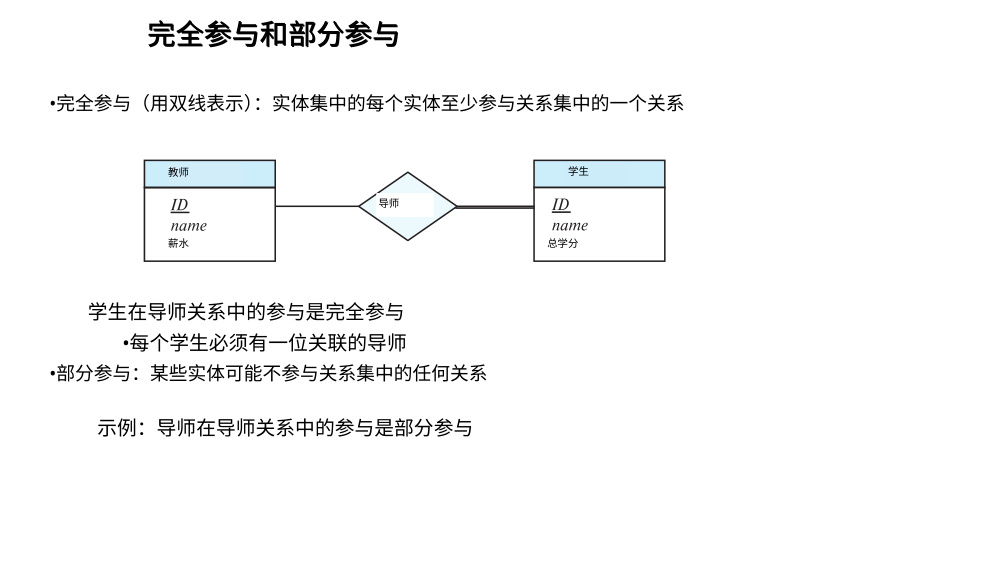 完全参与和部分参与
•完全参与（用双线表示）：实体集中的每个实体至少参与关系集中的一个关系
教师
ID
name
薪水
导师
学生
ID
name
总学分
学生在导师关系中的参与是完全参与
•每个学生必须有一位关联的导师
•部分参与：某些实体可能不参与关系集中的任何关系
示例：导师在导师关系中的参与是部分参与